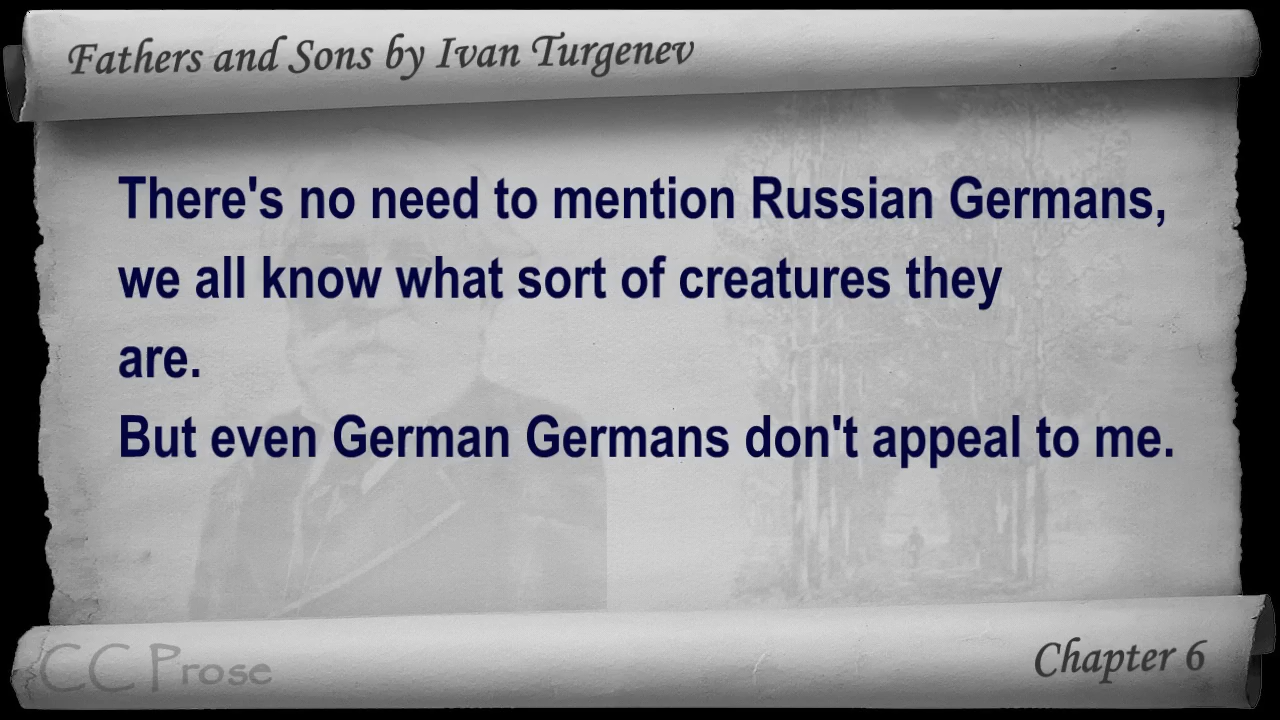 Fathers and Sons by Ivan Turgenev
There's no need to mention Russian Germans,
we all know what sort of creatures they
are.
But even German Germans don't appeal to me.
CC Prose
Chapter 6